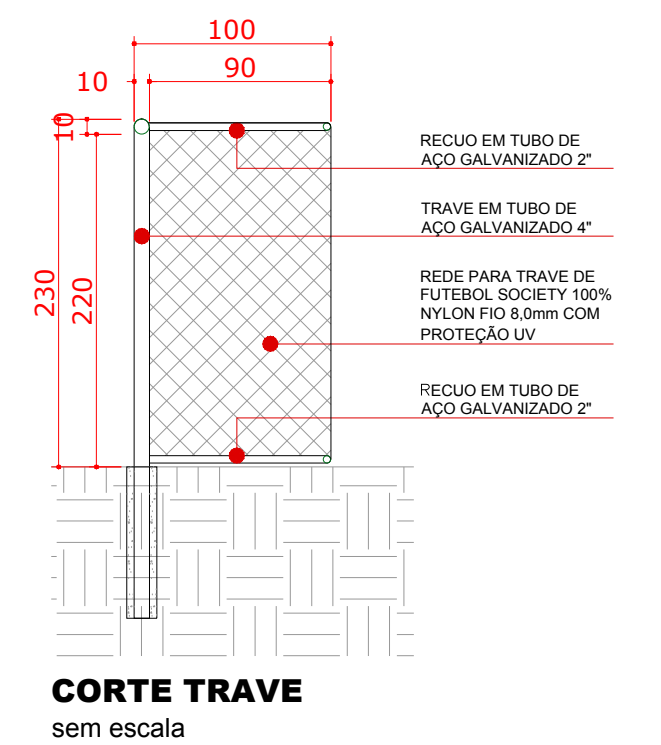 100
90
10
10
230
220
RECUO EM TUBO DE
AÇO GALVANIZADO 2"
TRAVE EM TUBO DE
AÇO GALVANIZADO 4"
REDE PARA TRAVE DE
FUTEBOL SOCIETY 100%
NYLON FIO 8,0mm COM
PROTEÇÃO UV
RECUO EM TUBO DE
AÇO GALVANIZADO 2"
CORTE TRAVE
sem escala